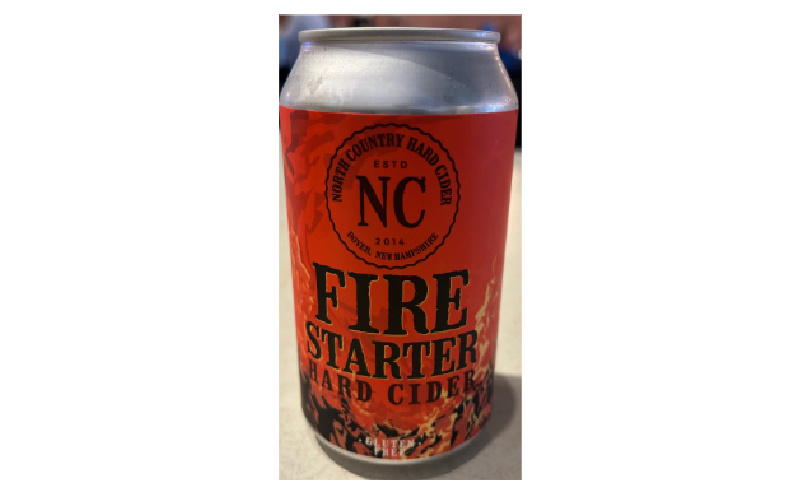 NORTH COUNTRY HARD CIDER
ESTD
NC
2014
DOVER, NEW HAMPSHIRE
FIRE
STARTER
HARD CIDER
· GLUTEN ·
FREE